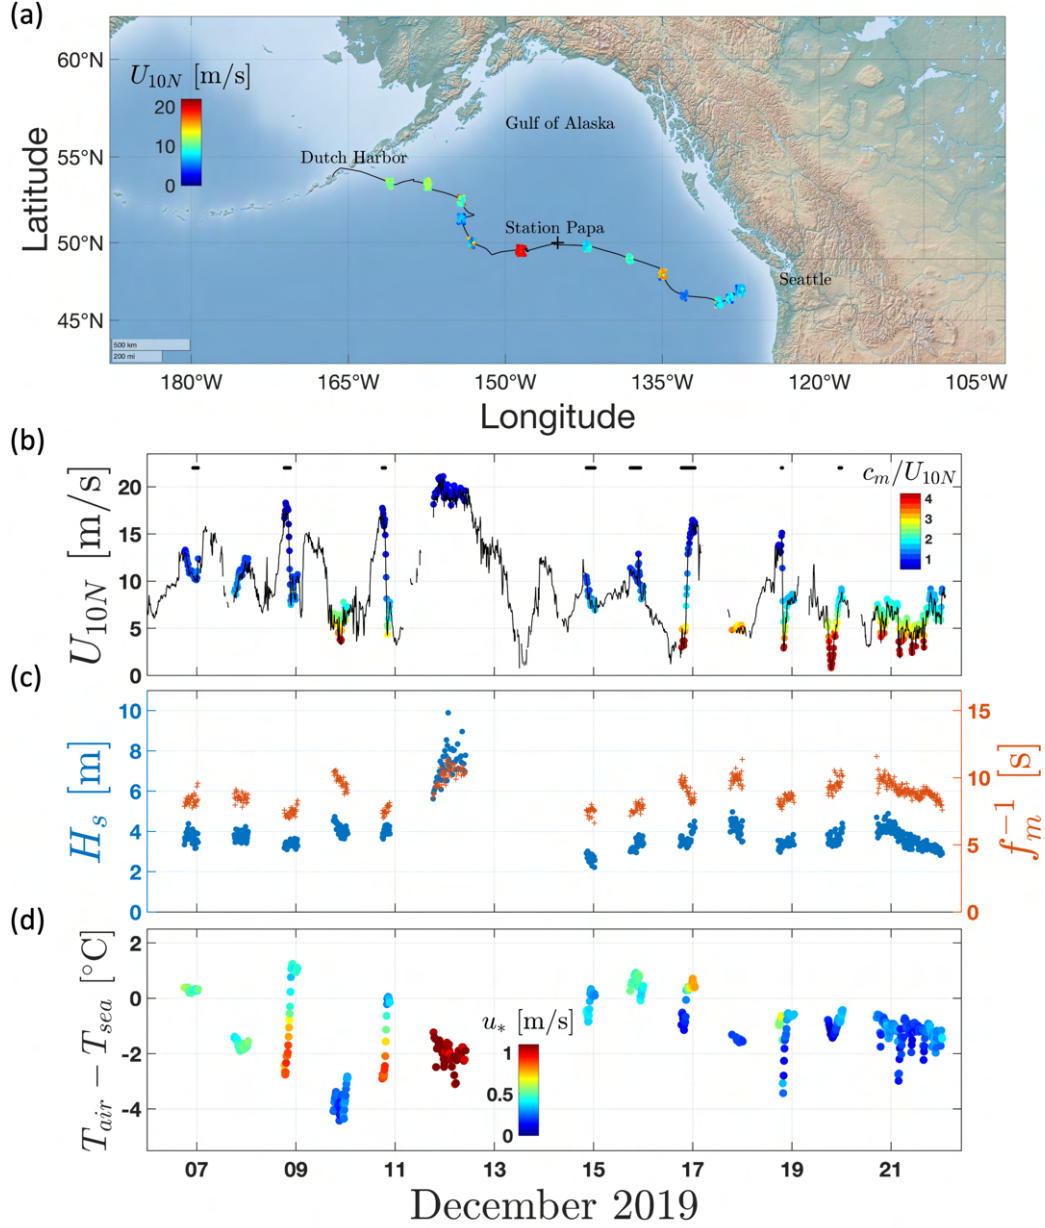 (a)
60°N
U10N [m/s]
20
10
0
Gulf of Alaska
55°N
Dutch Harbor
Latitude
Station Papa
50°N
Seattle
45°N
500 km
200 mi
180°W 165°W 150°W 135°W 120°W 105°W
Longitude
(b)
U10N [m/s]
20
15
10
5
0
cm/U10N
4
3
2
1
(c)
Hs [m]
10
8
6
4
2
0
15
10
5
0
fm⁻¹ [s]
(d)
Tair − Tsea [°C]
2
0
-2
-4
u* [m/s]
1
0.5
0
07 09 11 13 15 17 19 21
December 2019